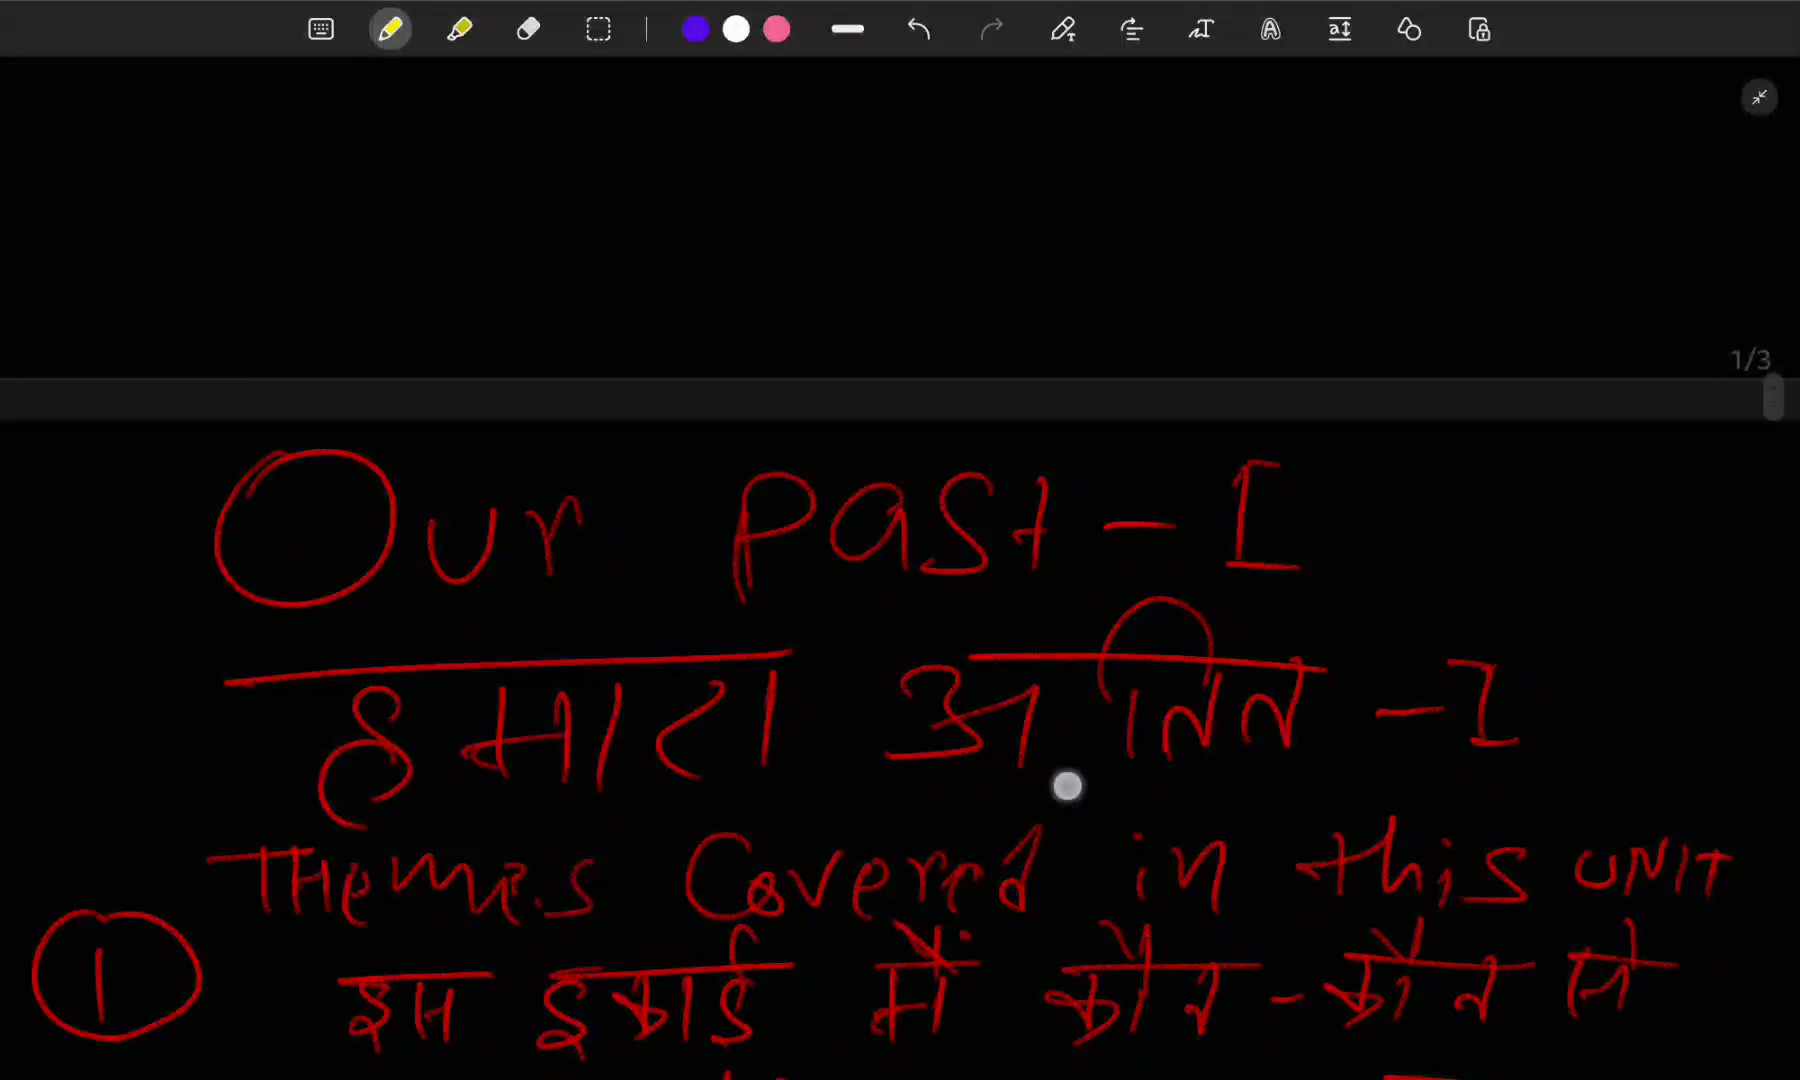 1/3
Our past - I
हमारा अतित - I
Themes Covered in this UNIT
1 इस इकाई में कौन - कौन से